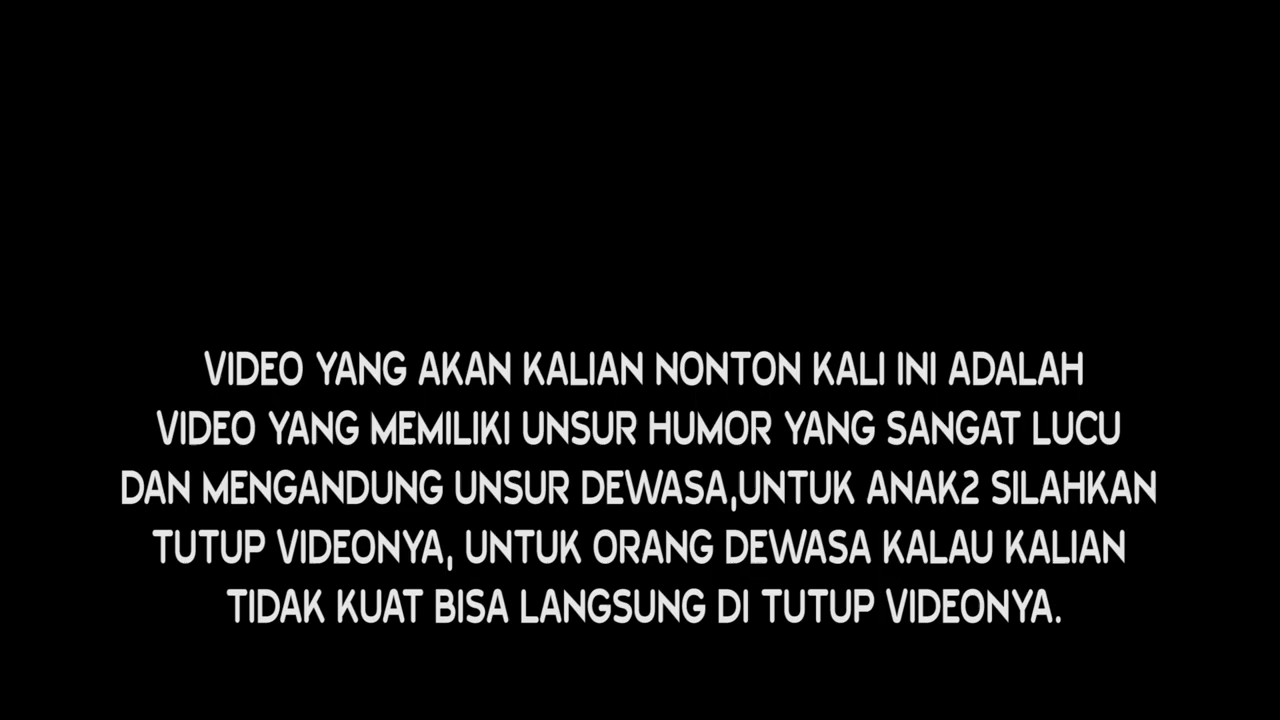 VIDEO YANG AKAN KALIAN NONTON KALI INI ADALAH
VIDEO YANG MEMILIKI UNSUR HUMOR YANG SANGAT LUCU
DAN MENGANDUNG UNSUR DEWASA,UNTUK ANAK2 SILAHKAN
TUTUP VIDEONYA, UNTUK ORANG DEWASA KALAU KALIAN
TIDAK KUAT BISA LANGSUNG DI TUTUP VIDEONYA.